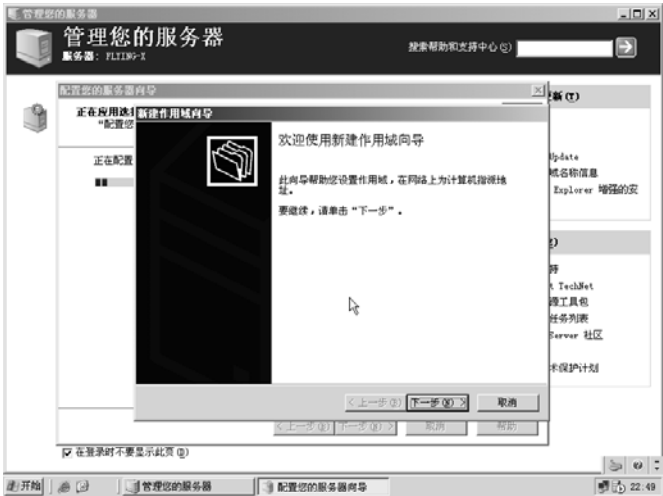 管理您的服务器
管理您的服务器
服务器: FLYING-X
搜索帮助和支持中心(S)
配置您的服务器向导
正在应用选
“配置您
正在配置
新建作用域向导
欢迎使用新建作用域向导
此向导帮助您设置作用域，在网络上为计算机指派地
址。
要继续，请单击“下一步”。
< 上一步(B)
下一步(N) >
取消
< 上一步(B)
下一步(N) >
取消
帮助
更新(T)
Update
域名称信息
Explorer 增强的安
t TechNet
源工具包
任务列表
Server 社区
术保护计划
在登录时不要显示此页(D)
开始
管理您的服务器
配置您的服务器向导
22:49